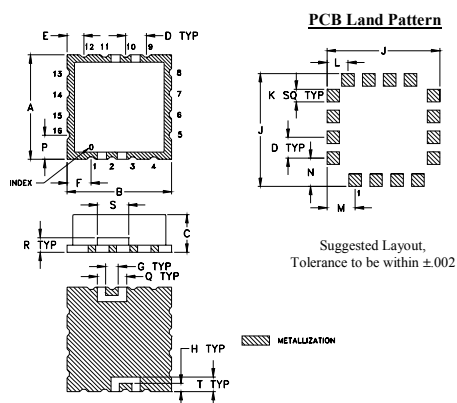 PCB Land Pattern
E
D TYP
12 11 10 9
13
14
15
16
8
7
6
5
A
P
0
1 2 3 4
INDEX
F
B
S
R TYP
C
G TYP
Q TYP
H TYP
T TYP
METALLIZATION
J
L
K SQ TYP
J
D TYP
N
1
M
Suggested Layout,
Tolerance to be within ±.002